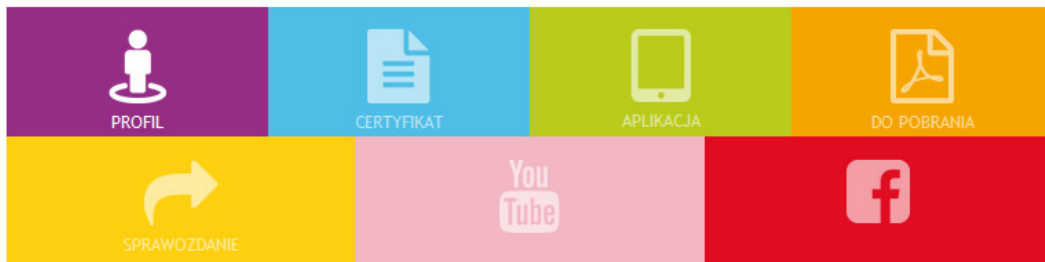 PROFIL
CERTYFIKAT
APLIKACJA
DO POBRANIA
SPRAWOZDANIE
You
Tube
f